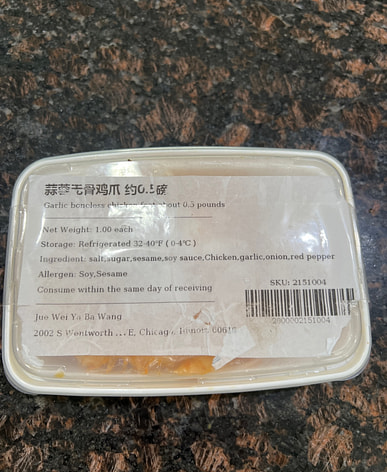 蒜蓉无骨鸡爪 约0.5磅
Garlic boneless chicken feet about 0.5 pounds
Net Weight: 1.00 each
Storage: Refrigerated 32-40°F ( 0-4℃ )
Ingredient: salt,sugar,sesame,soy sauce,Chicken,garlic,onion,red pepper
Allergen: Soy,Sesame
SKU: 2151004
Consume within the same day of receiving
2000002151004
Juo Wei Ya Ba Wang
2002 S Wentworth E, Chicago Illinois 60616